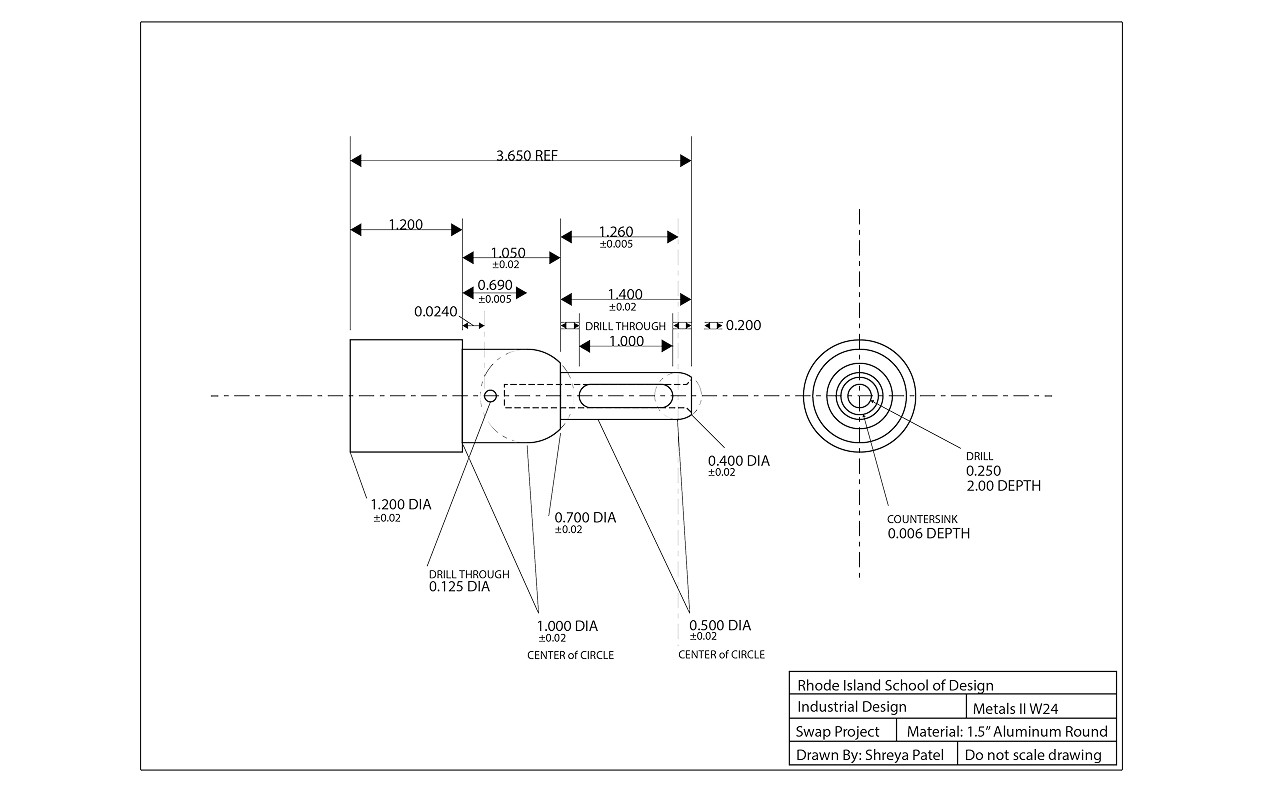 3.650 REF
1.200
1.260
±0.005
1.050
±0.02
0.690
±0.005
1.400
±0.02
0.0240
DRILL THROUGH
0.200
1.000
0.400 DIA
±0.02
DRILL
0.250
2.00 DEPTH
1.200 DIA
±0.02
0.700 DIA
±0.02
COUNTERSINK
0.006 DEPTH
DRILL THROUGH
0.125 DIA
1.000 DIA
±0.02
CENTER of CIRCLE
0.500 DIA
±0.02
CENTER of CIRCLE
Rhode Island School of Design
Industrial Design
Metals II W24
Swap Project
Material: 1.5" Aluminum Round
Drawn By: Shreya Patel
Do not scale drawing